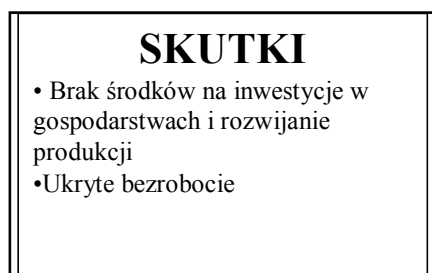 SKUTKI
• Brak środków na inwestycje w
gospodarstwach i rozwijanie
produkcji
•Ukryte bezrobocie